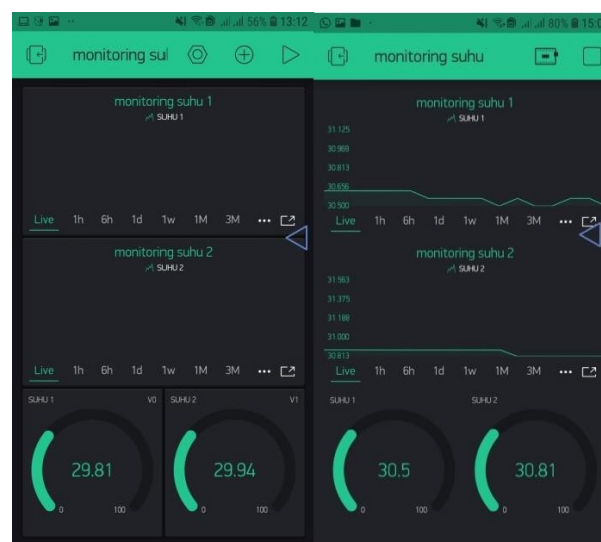 56% 13:12
monitoring sul
monitoring suhu 1
SUHU 1
Live 1h 6h 1d 1w 1M 3M ...
monitoring suhu 2
SUHU 2
Live 1h 6h 1d 1w 1M 3M ...
SUHU 1 V0
29.81
0 100
SUHU 2 V1
29.94
0 100
80% 15:0
monitoring suhu
monitoring suhu 1
SUHU 1
31.125
30.969
30.813
30.656
30.500
Live 1h 6h 1d 1w 1M 3M ...
monitoring suhu 2
SUHU 2
31.563
31.375
31.188
31.000
30.813
Live 1h 6h 1d 1w 1M 3M ...
SUHU 1
30.5
0 100
SUHU 2
30.81
0 100